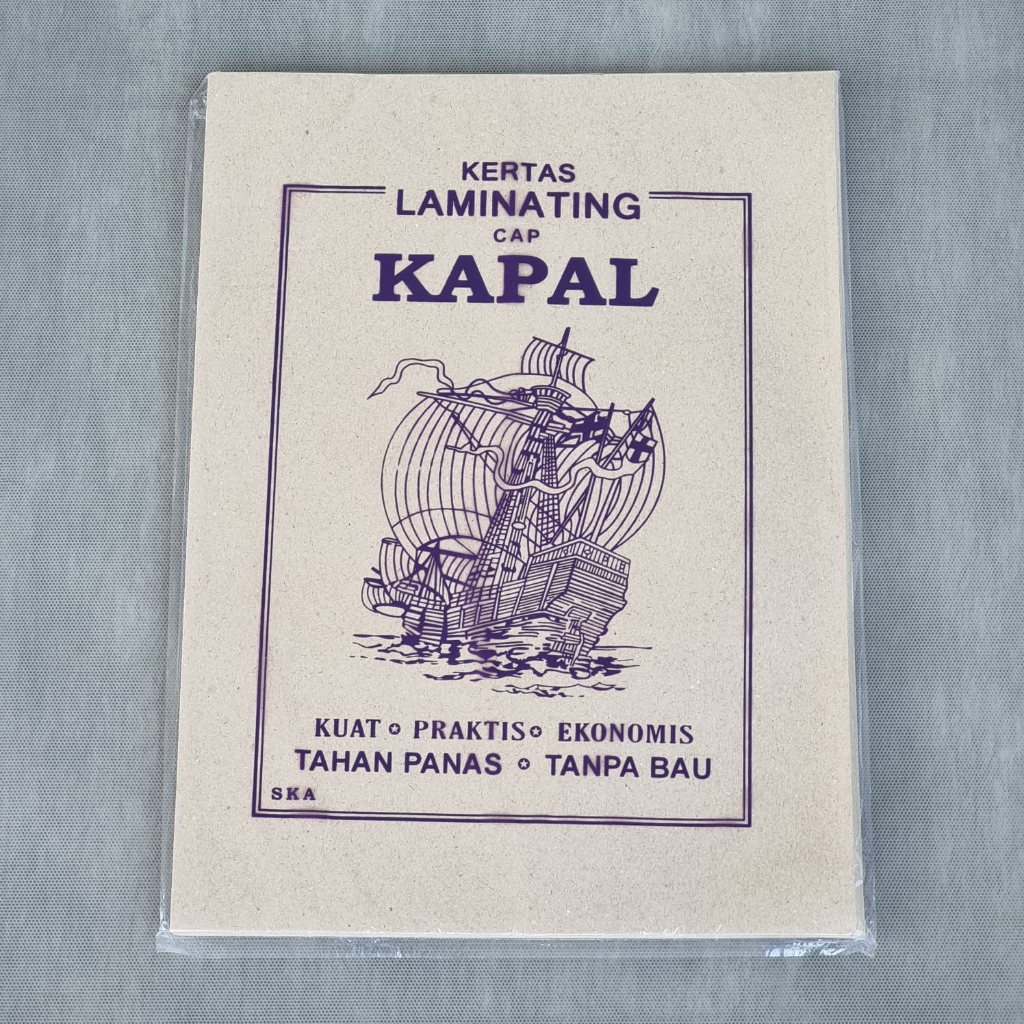 KERTAS
LAMINATING
CAP
KAPAL
KUAT ✪ PRAKTIS ✪ EKONOMIS
TAHAN PANAS ✪ TANPA BAU
SKA